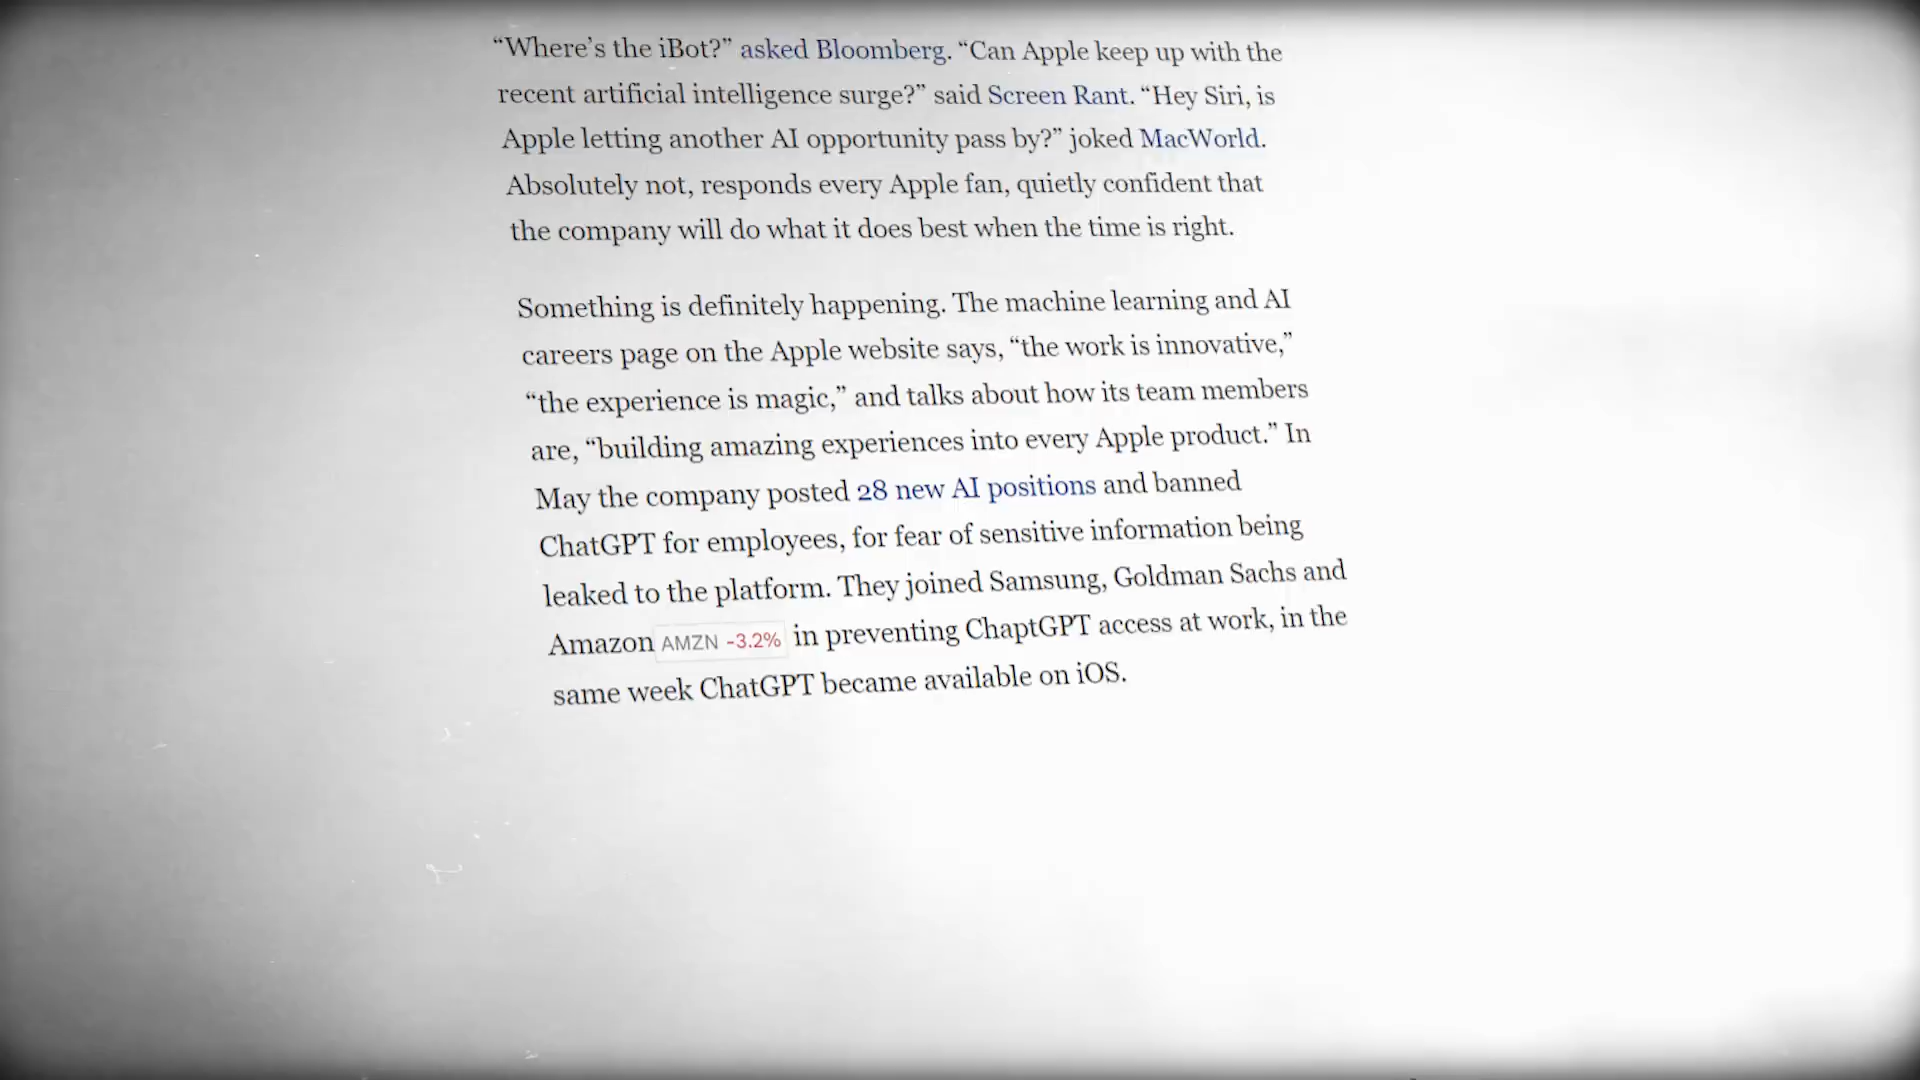 “Where’s the iBot?” asked Bloomberg. “Can Apple keep up with the
recent artificial intelligence surge?” said Screen Rant. “Hey Siri, is
Apple letting another AI opportunity pass by?” joked MacWorld.
Absolutely not, responds every Apple fan, quietly confident that
the company will do what it does best when the time is right.
Something is definitely happening. The machine learning and AI
careers page on the Apple website says, “the work is innovative,”
“the experience is magic,” and talks about how its team members
are, “building amazing experiences into every Apple product.” In
May the company posted 28 new AI positions and banned
ChatGPT for employees, for fear of sensitive information being
leaked to the platform. They joined Samsung, Goldman Sachs and
Amazon AMZN -3.2% in preventing ChaptGPT access at work, in the
same week ChatGPT became available on iOS.